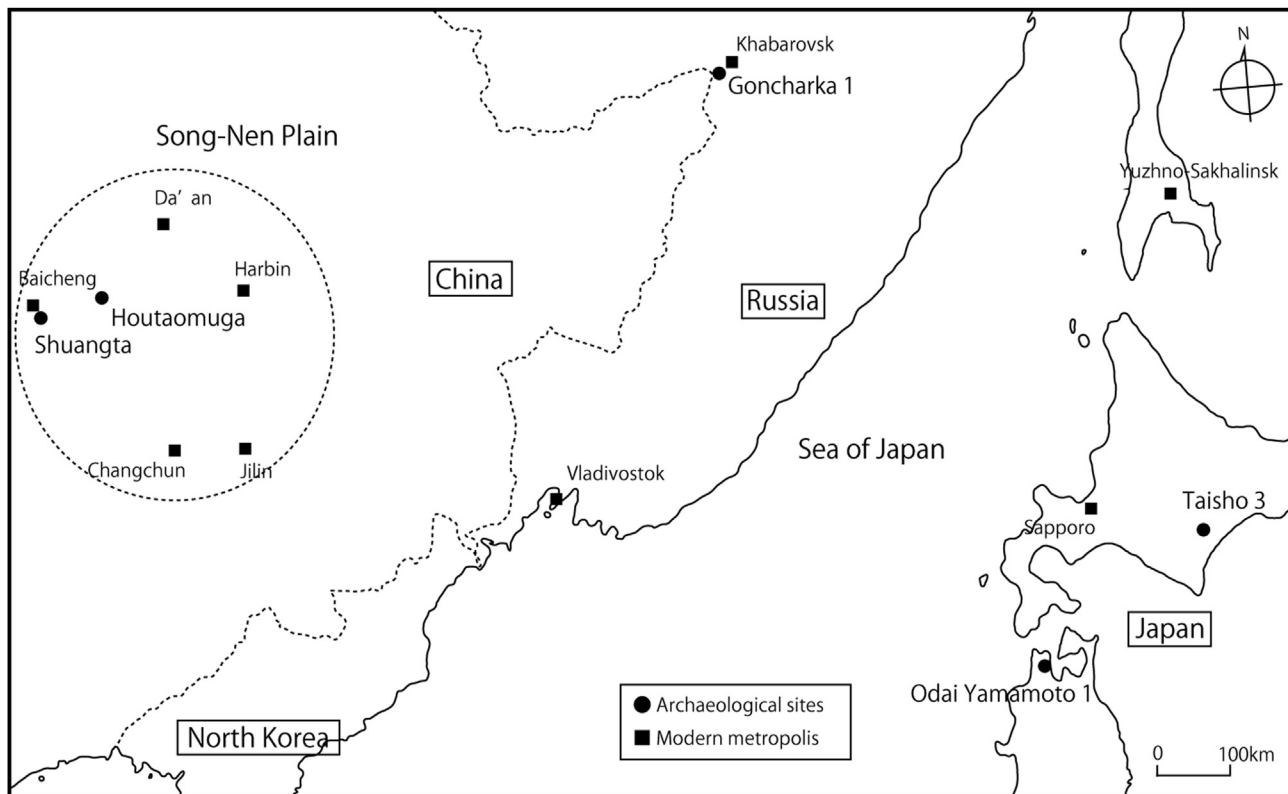 Khabarovsk
Goncharka 1
N
Song-Nen Plain
Yuzhno-Sakhalinsk
Da' an
Baicheng
Harbin
China
Houtaomuga
Russia
Shuangta
Sea of Japan
Changchun
Jilin
Vladivostok
Taisho 3
Sapporo
Japan
Odai Yamamoto 1
Archaeological sites
North Korea
Modern metropolis
0 100km